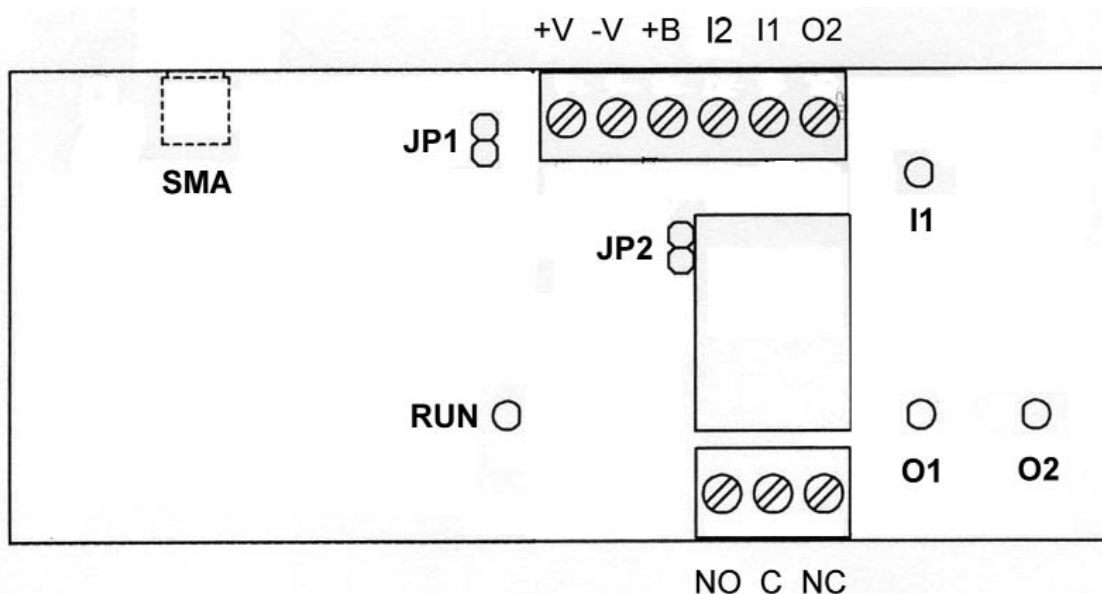 +V -V +B I2 I1 O2
JP1
SMA
I1
JP2
RUN
O1 O2
NO C NC